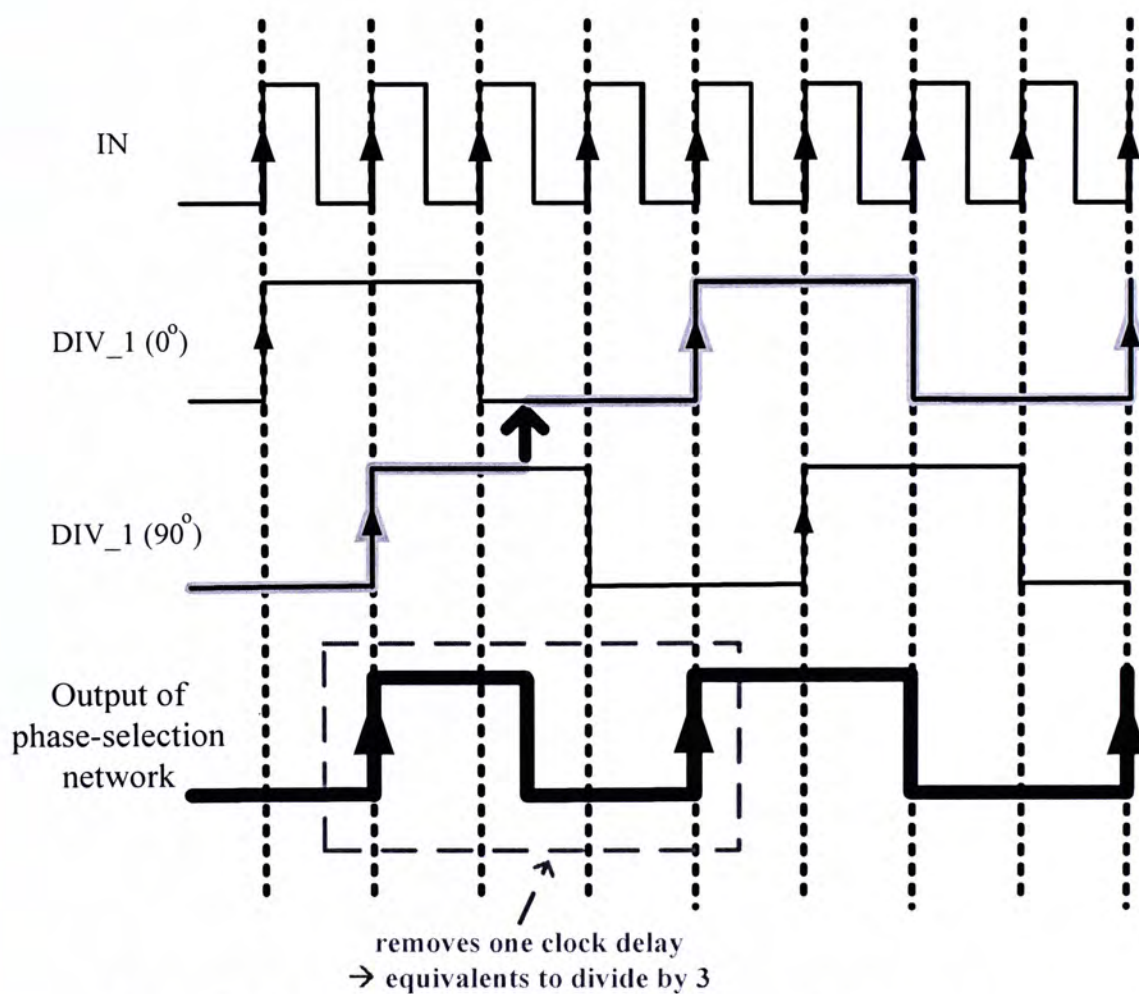 IN
DIV_1 (0°)
DIV_1 (90°)
Output of
phase-selection
network
removes one clock delay
→ equivalents to divide by 3